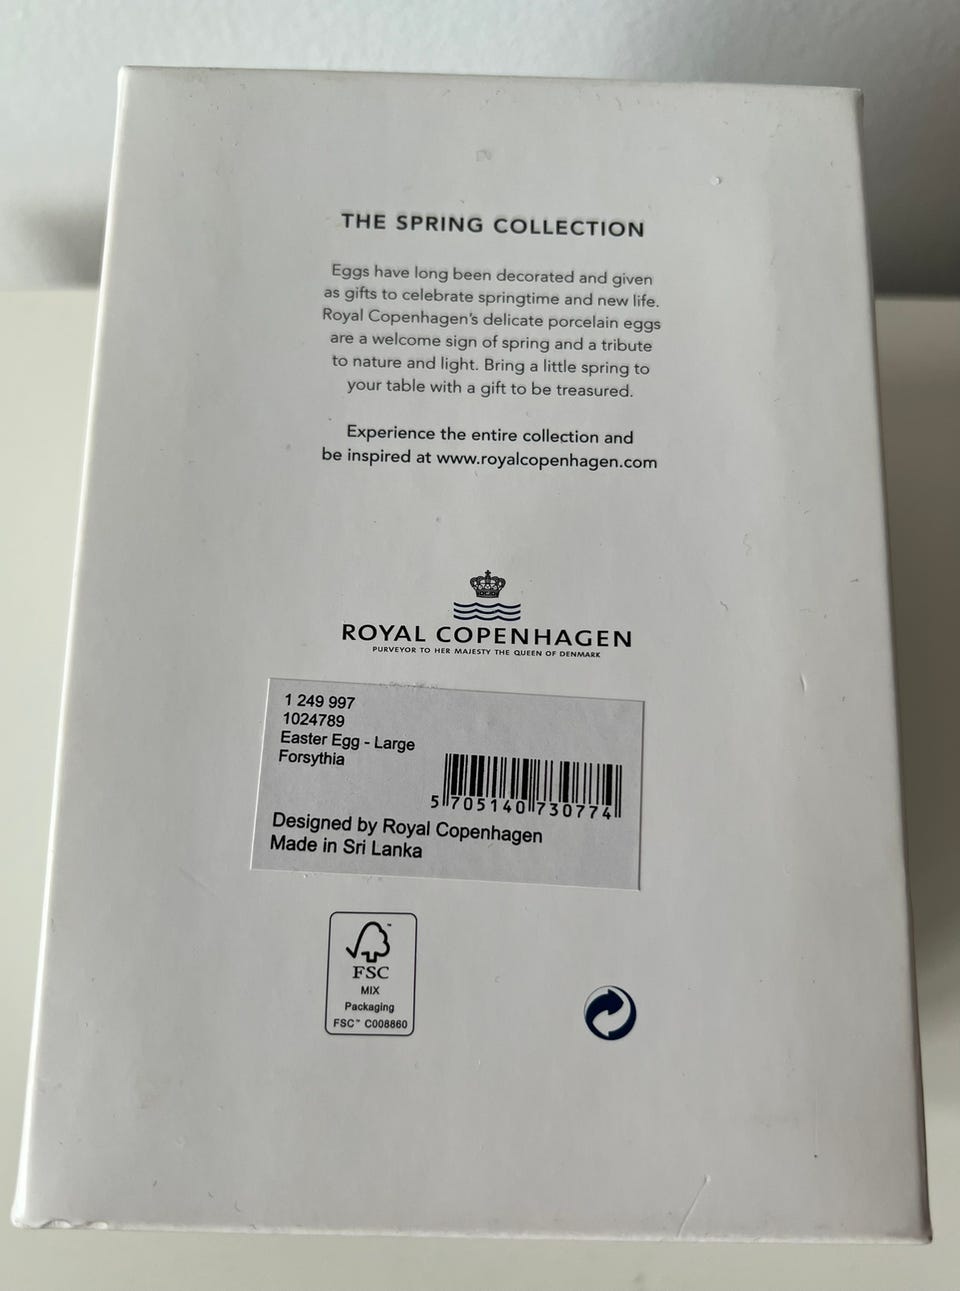 THE SPRING COLLECTION
Eggs have long been decorated and given
as gifts to celebrate springtime and new life.
Royal Copenhagen's delicate porcelain eggs
are a welcome sign of spring and a tribute
to nature and light. Bring a little spring to
your table with a gift to be treasured.
Experience the entire collection and
be inspired at www.royalcopenhagen.com
ROYAL COPENHAGEN
PURVEYOR TO HER MAJESTY THE QUEEN OF DENMARK
1 249 997
1024789
Easter Egg - Large
Forsythia
5 705140 730774
Designed by Royal Copenhagen
Made in Sri Lanka
FSC
MIX
Packaging
FSC™ C008860